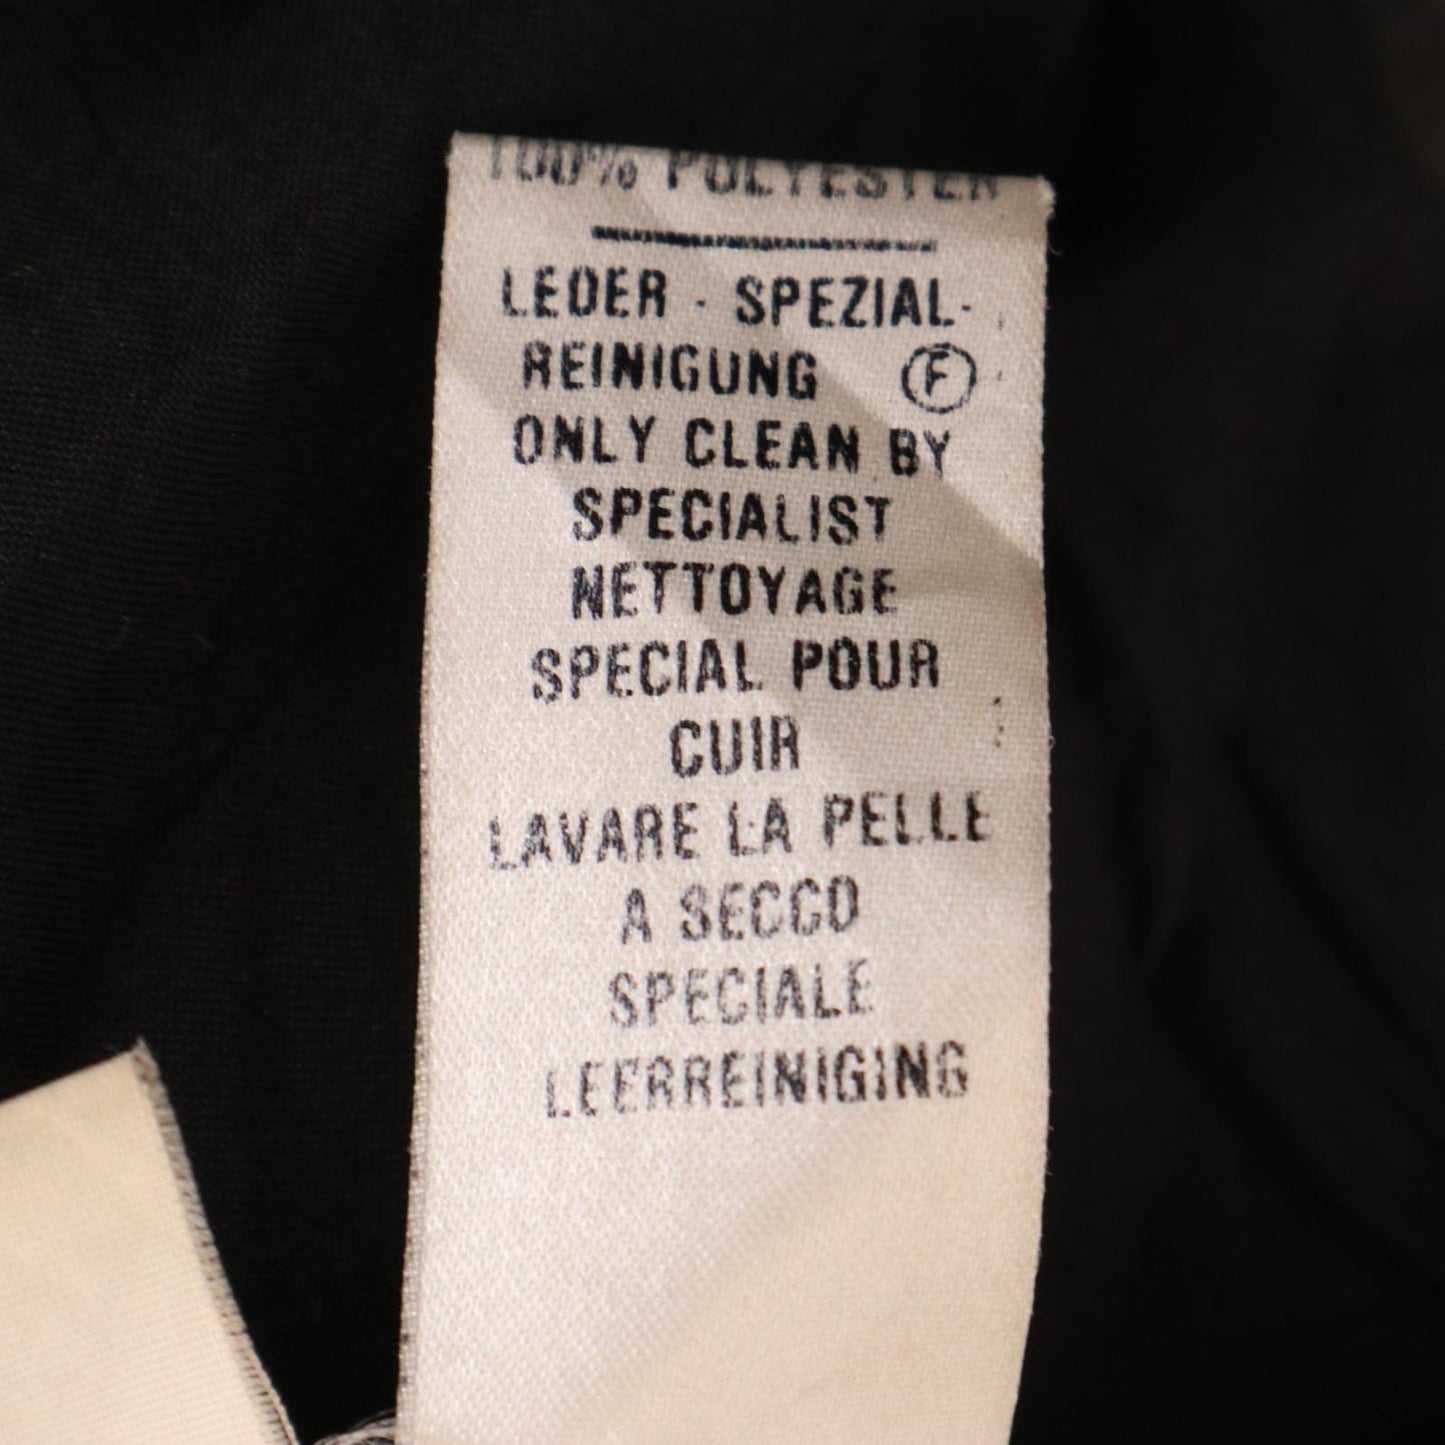 100% POLYESTER
LEDER - SPEZIAL-
REINIGUNG Ⓕ
ONLY CLEAN BY
SPECIALIST
NETTOYAGE
SPECIAL POUR
CUIR
LAVARE LA PELLE
A SECCO
SPECIALE
LEERREINIGING